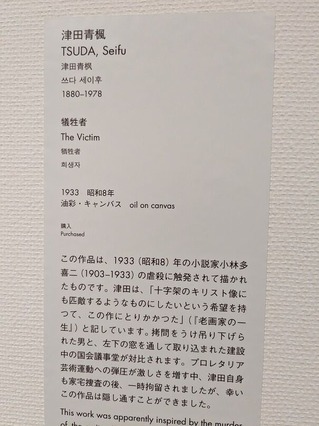 津田青楓
TSUDA, Seifu
津田青楓
쓰다 세이후
1880–1978
犠牲者
The Victim
犠牲者
희생자
1933　昭和8年
油彩・キャンバス　oil on canvas
購入
Purchased
この作品は、1933(昭和8)年の小説家小林多
喜二(1903–1933)の虐殺に触発されて描かれ
たものです。津田は、「十字架のキリスト像に
も匹敵するようなものにしたいという希望を持
つて、この作にとりかかつた」(『老画家の一
生』)と記しています。拷問をうけ吊り下げら
れた男と、左下の窓を通して取り込まれた建設
中の国会議事堂が対比されます。プロレタリア
芸術運動への弾圧が激しさを増す中、津田自身
も家宅捜査の後、一時拘留されましたが、幸い
この作品は隠し通すことができました。
This work was apparently inspired by the murder